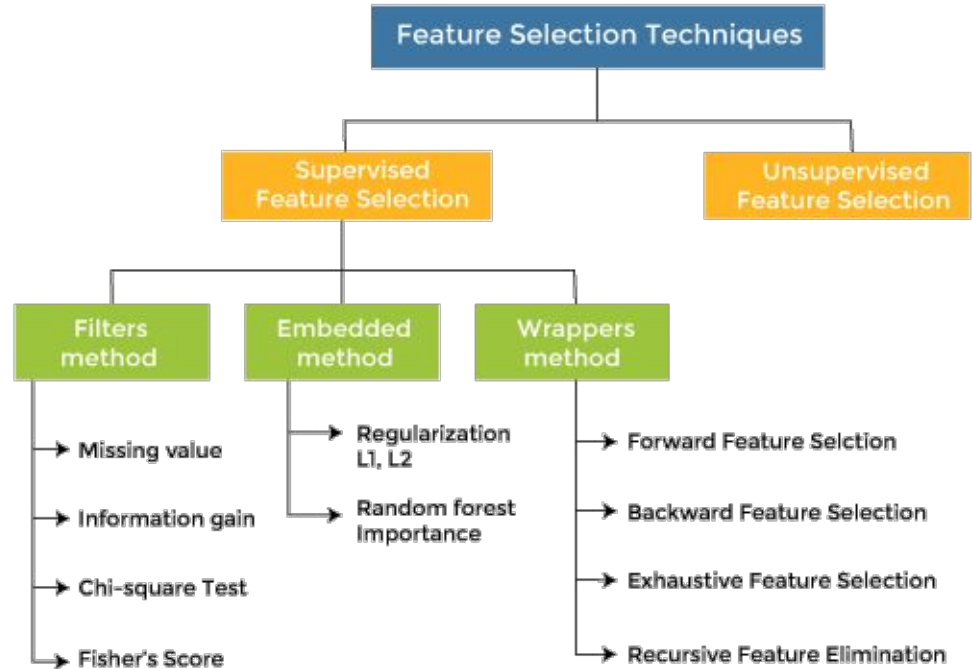 Feature Selection Techniques
Supervised
Feature Selection
Unsupervised
Feature Selection
Filters
method
Embedded
method
Wrappers
method
Missing value
Information gain
Chi-square Test
Fisher's Score
Regularization
L1, L2
Random forest
Importance
Forward Feature Selction
Backward Feature Selection
Exhaustive Feature Selection
Recursive Feature Elimination